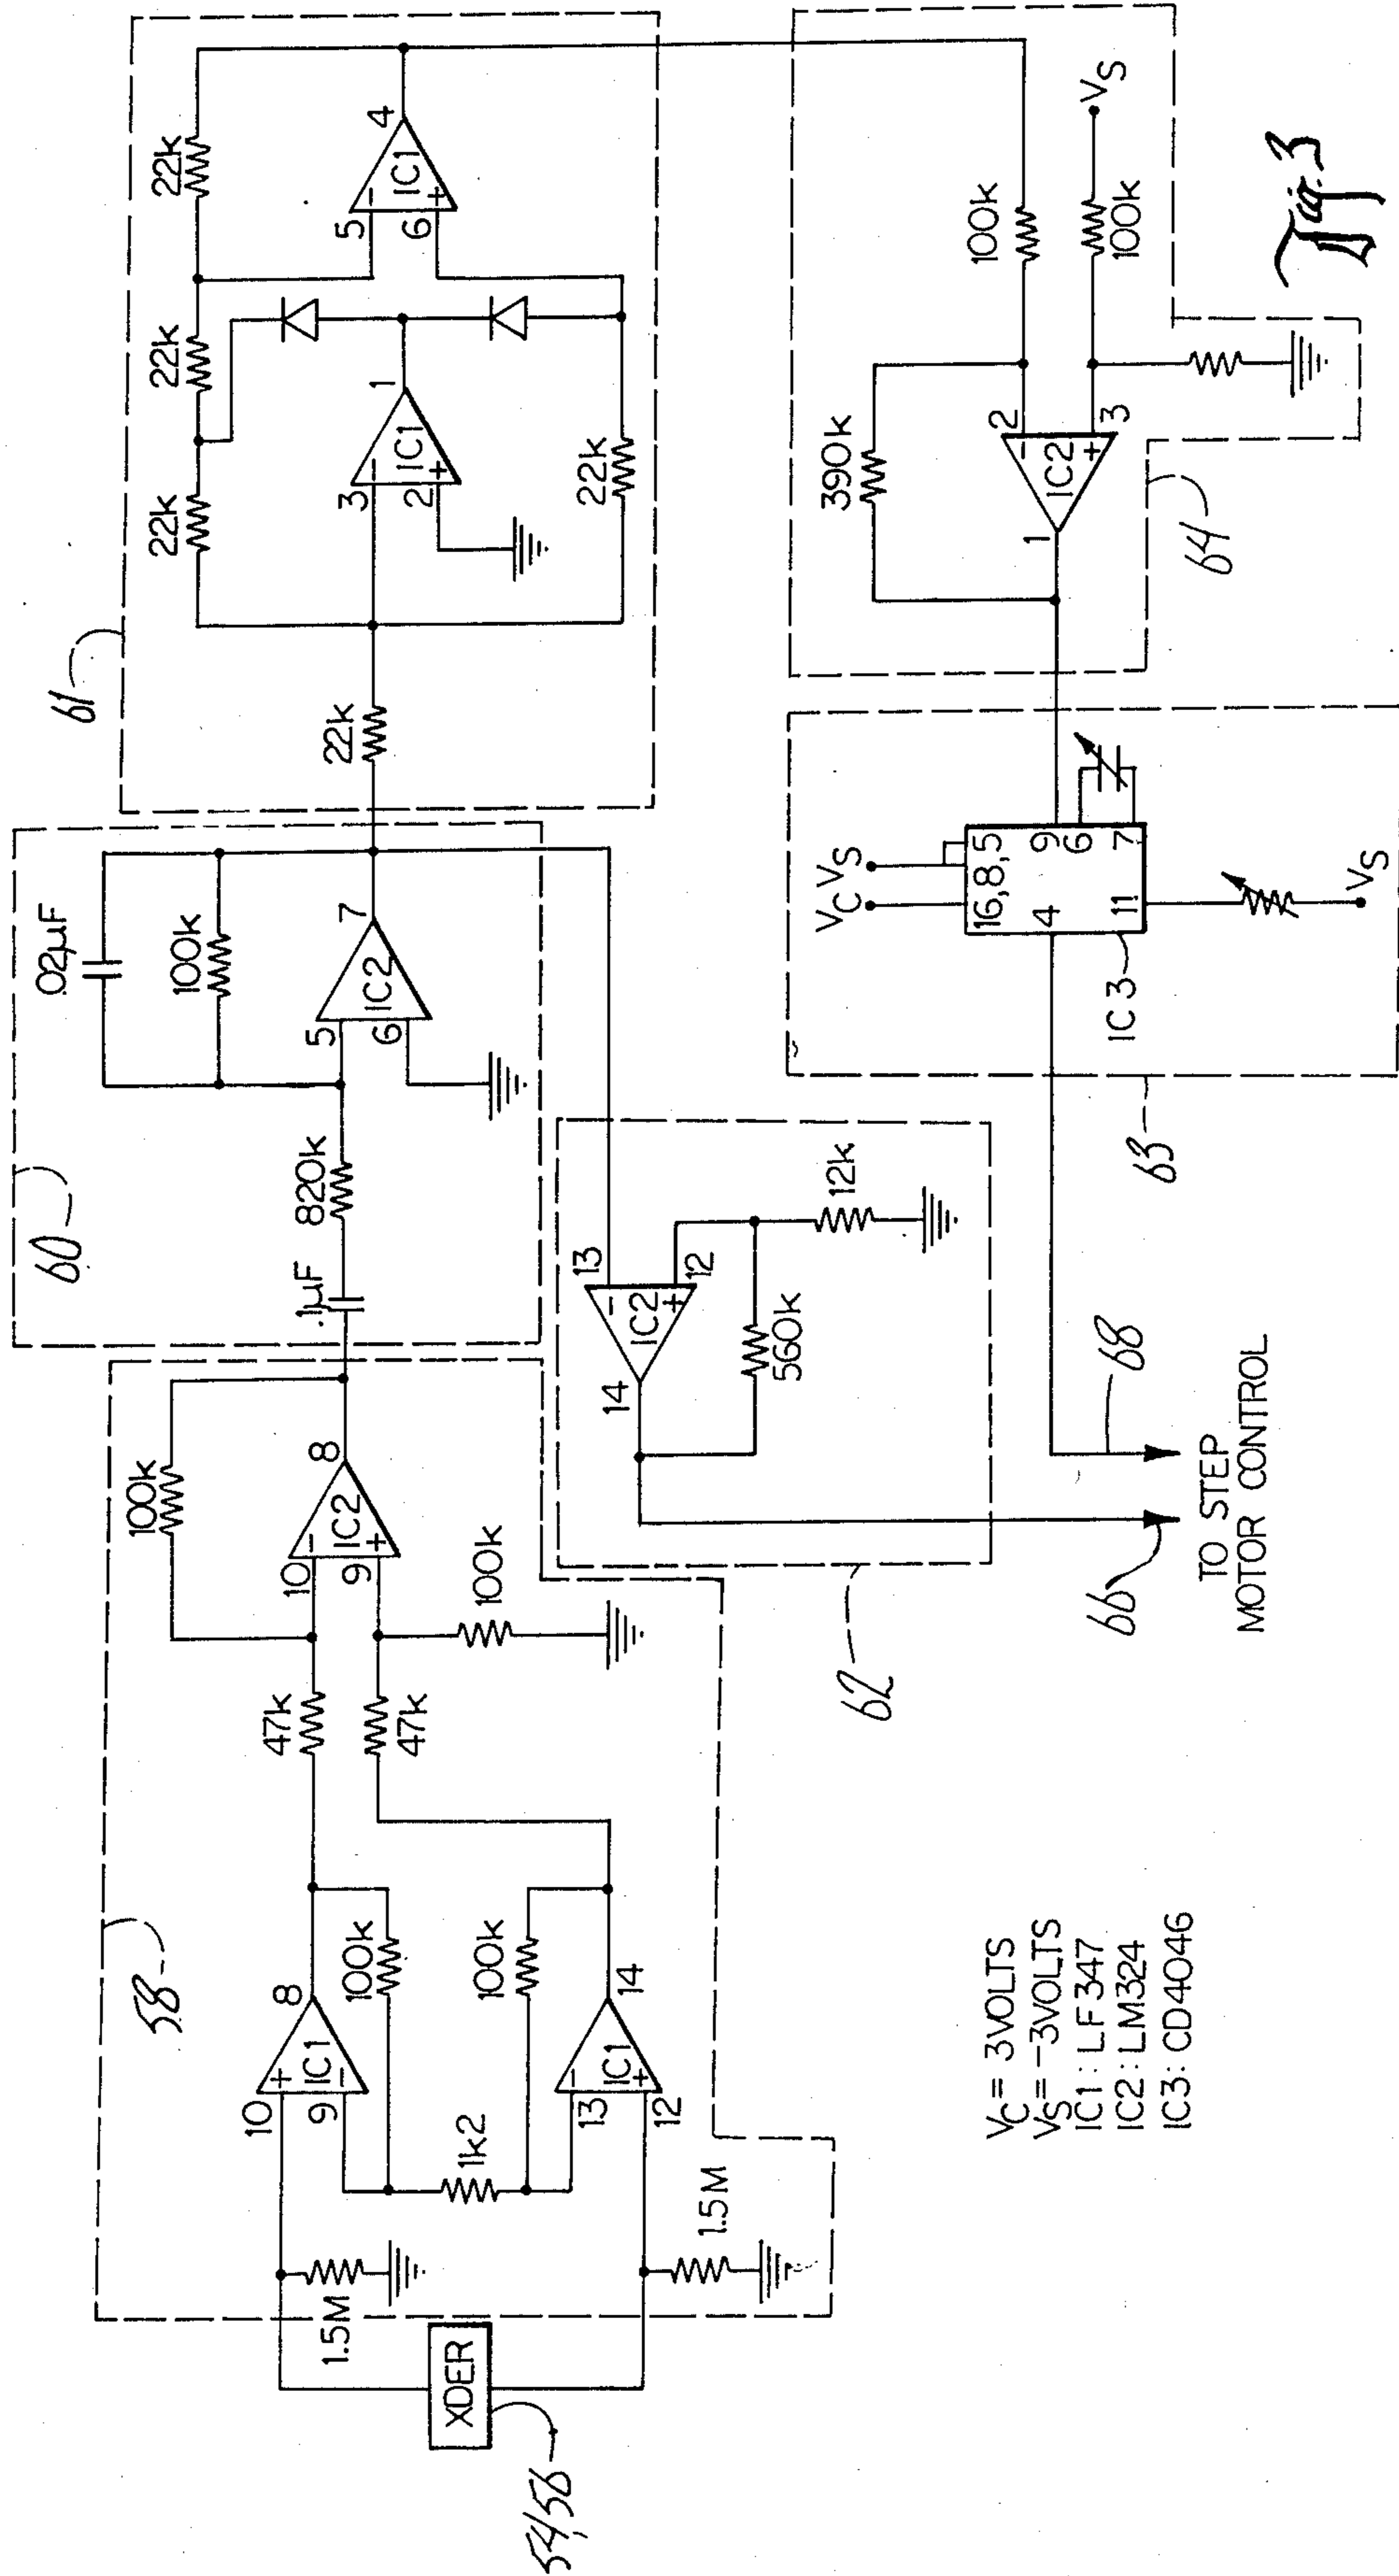 58
54,56
XDER
1.5M
1.5M
10
9
+
IC1
-
8
100k
1k2
100k
13
12
-
IC1
+
14
47k
47k
100k
10
9
-
IC2
+
8
100k
60
.1µF
820k
.02µF
100k
5
6
IC2
7
61
22k
22k
22k
22k
3
2
-
IC1
+
1
22k
5
6
-
IC1
+
4
62
13
12
-
IC2
+
14
560k
12k
66
68
TO STEP
MOTOR CONTROL
63
VC VS
16,8,5
4
9
6
11
7
IC 3
VS
64
390k
2
3
-
IC2
+
1
100k
100k
VS
VC= 3VOLTS
VS=-3VOLTS
IC1: LF347
IC2: LM324
IC3: CD4046
Fig. 3